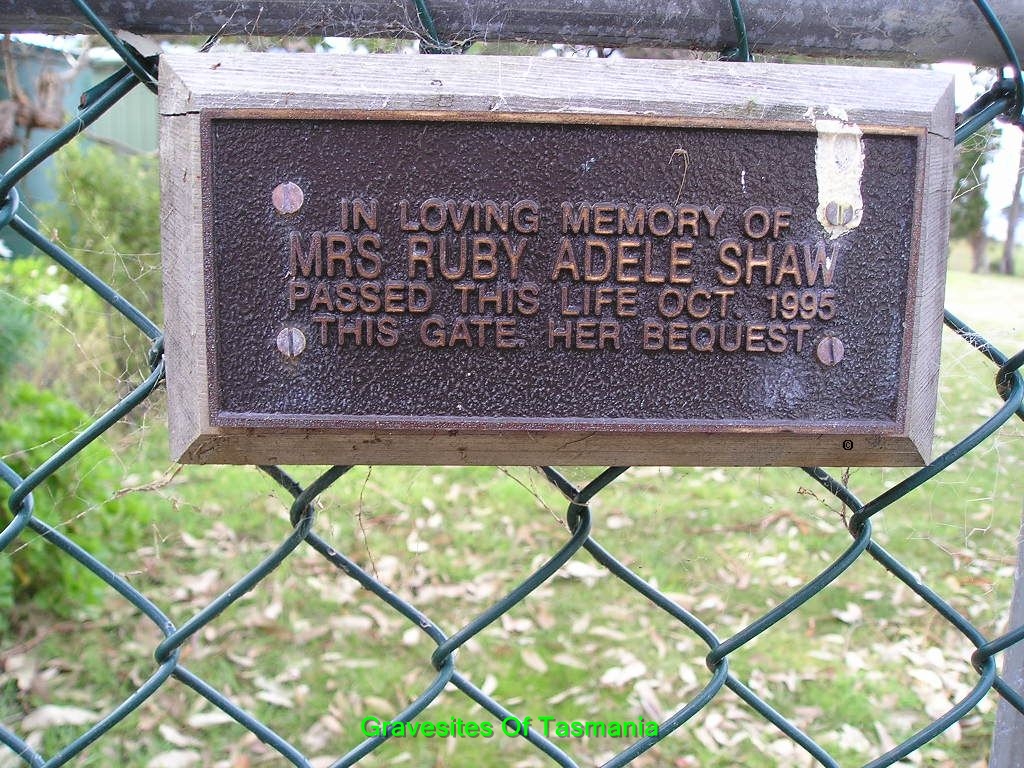 IN LOVING MEMORY OF
MRS RUBY ADELE SHAW
PASSED THIS LIFE OCT. 1995
THIS GATE. HER BEQUEST
Gravesites Of Tasmania